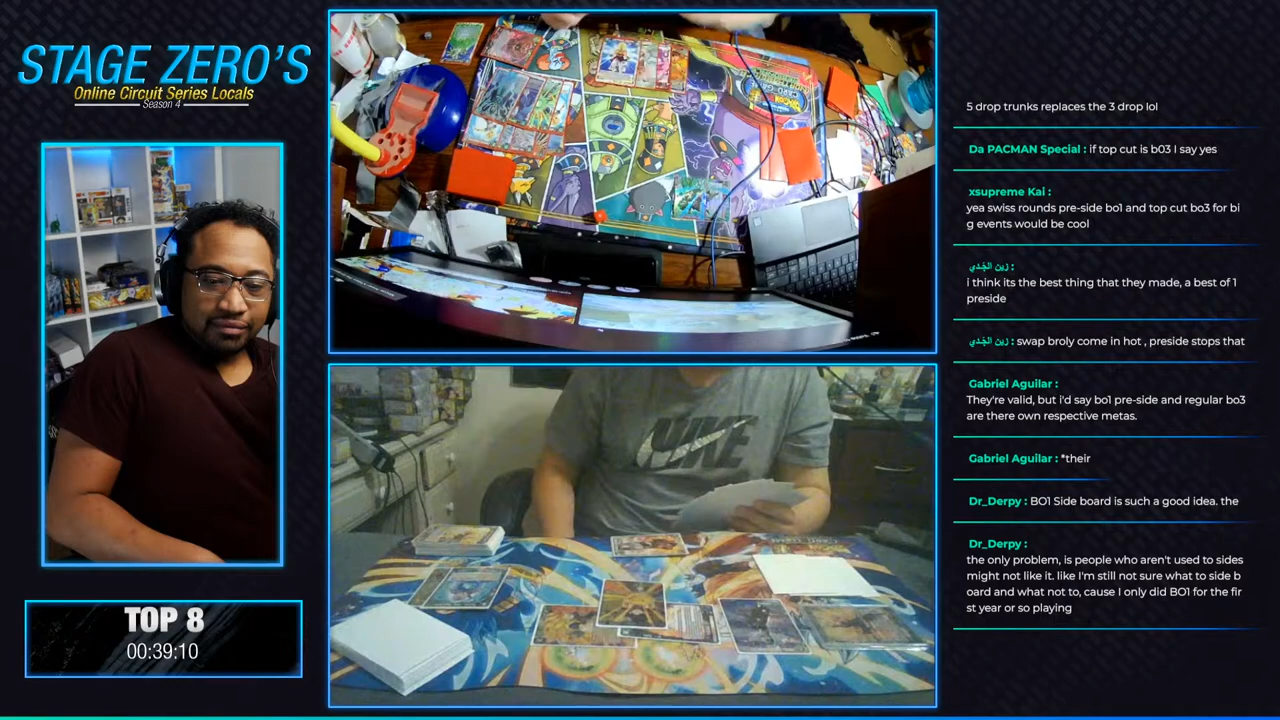 STAGE ZERO'S
Online Circuit Series Locals
Season 4
TOP 8
00:39:10
NIKE
5 drop trunks replaces the 3 drop lol
Da PACMAN Special : if top cut is b03 I say yes
xsupreme Kai :
yea swiss rounds pre-side bo1 and top cut bo3 for bi
g events would be cool
زين الجَدي :
i think its the best thing that they made, a best of 1
preside
زين الجَدي : swap broly come in hot , preside stops that
Gabriel Aguilar :
They're valid, but i'd say bo1 pre-side and regular bo3
are there own respective metas.
Gabriel Aguilar : *their
Dr_Derpy : BO1 Side board is such a good idea. the
Dr_Derpy :
the only problem, is people who aren't used to sides
might not like it. like I'm still not sure what to side b
oard and what not to, cause I only did BO1 for the fir
st year or so playing